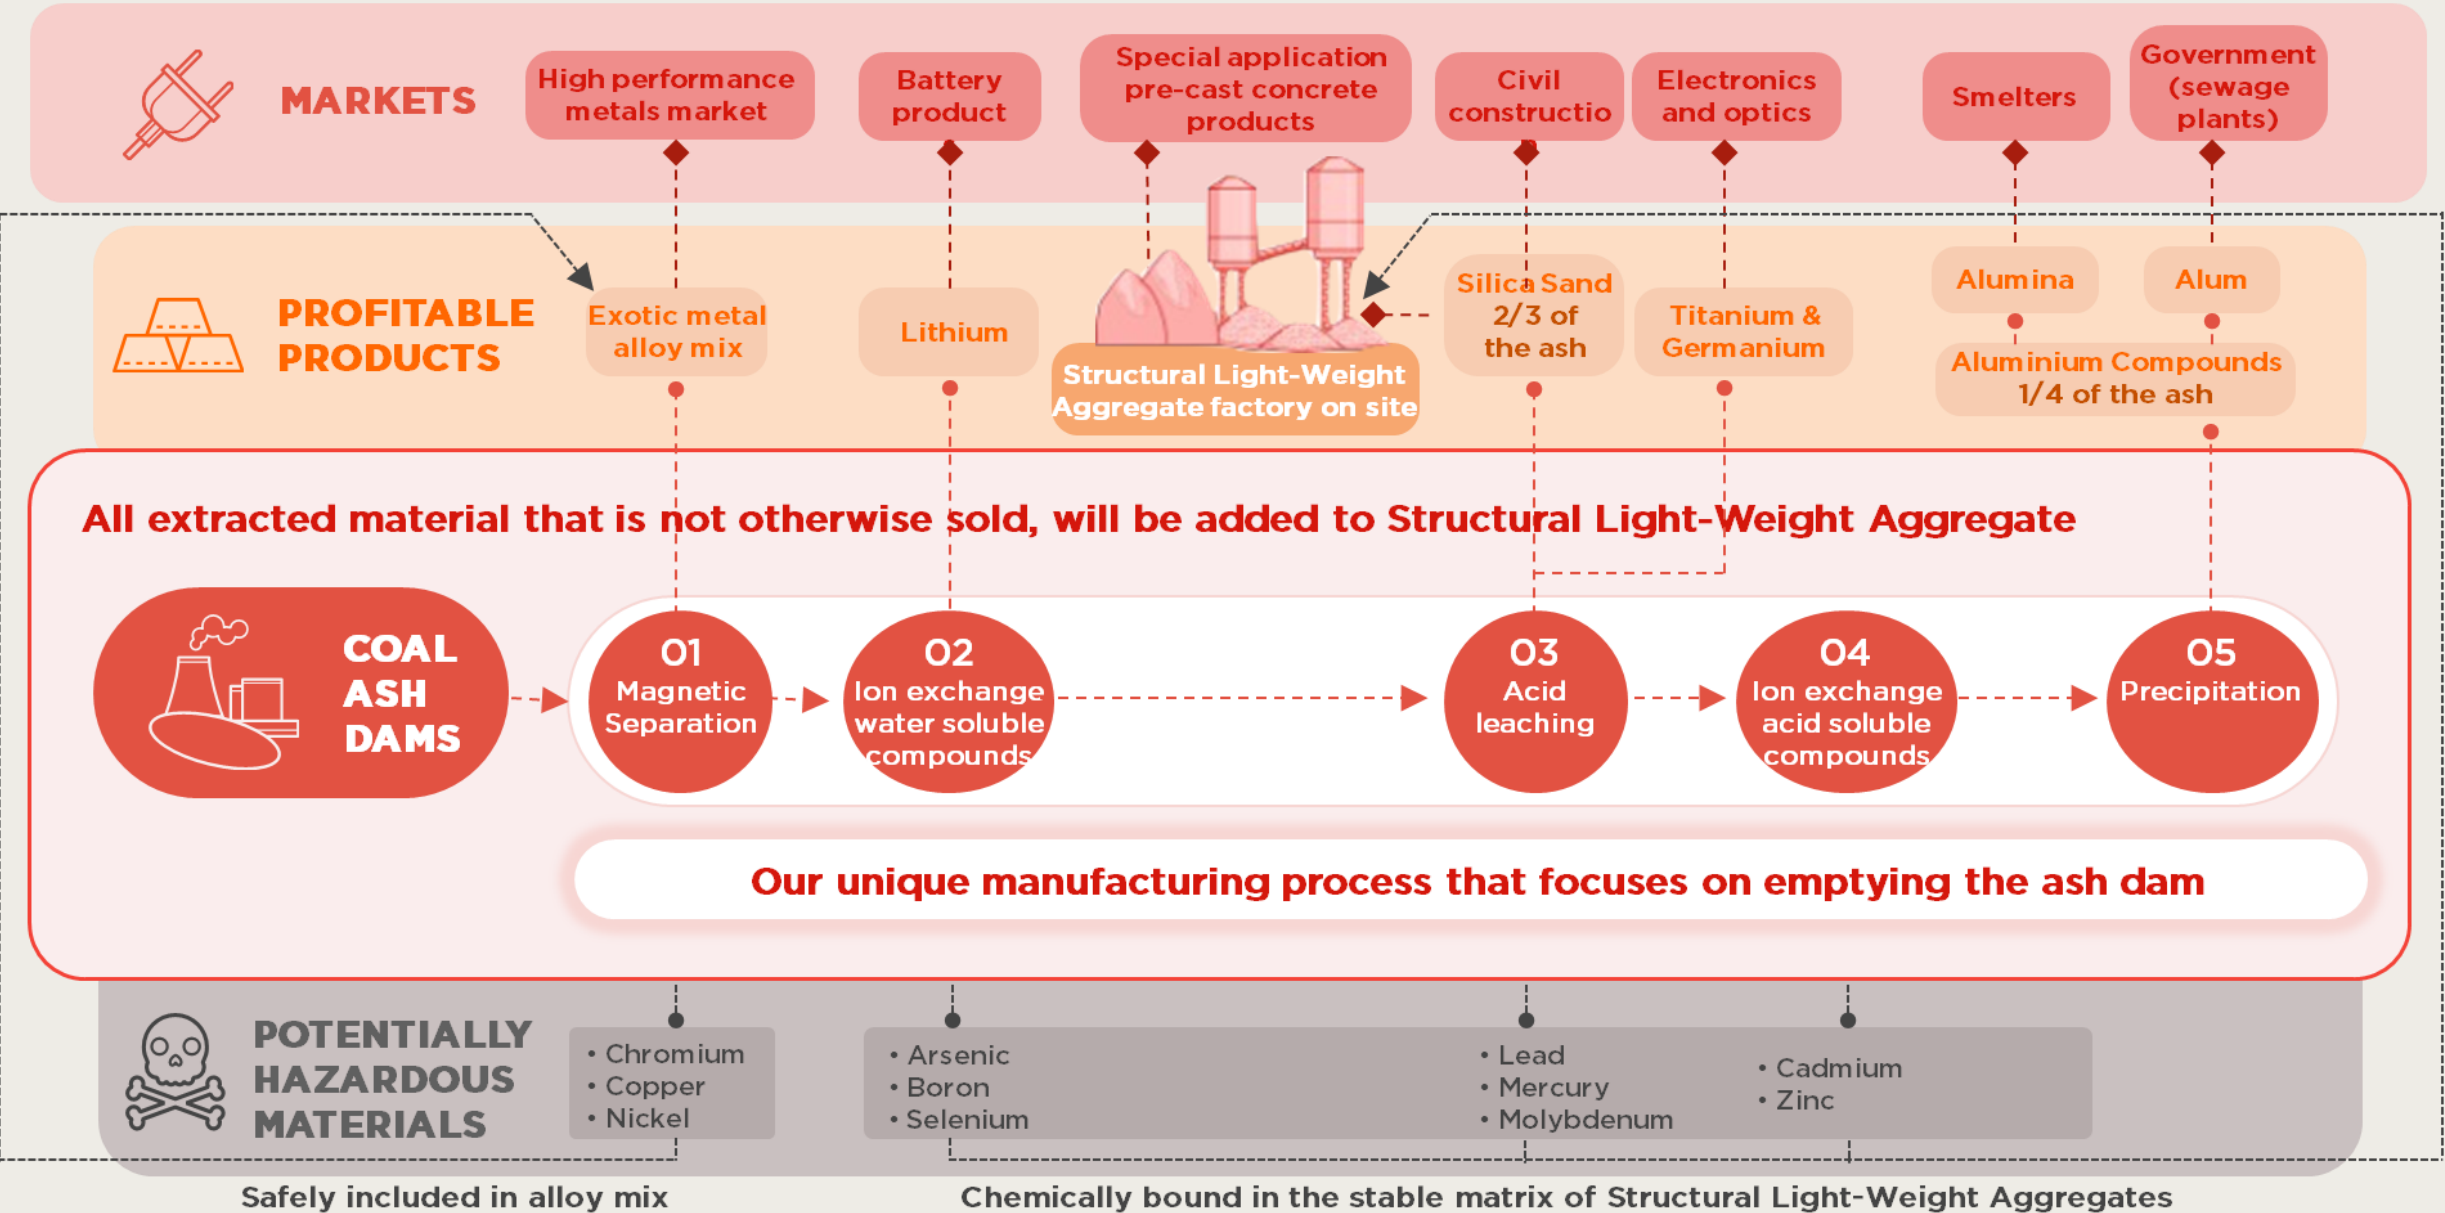 MARKETS
High performance
metals market
Battery
product
Special application
pre-cast concrete
products
Civil
constructio
n
Electronics
and optics
Smelters
Government
(sewage
plants)
PROFITABLE
PRODUCTS
Exotic metal
alloy mix
Lithium
Structural Light-Weight
Aggregate factory on site
Silica Sand
2/3 of
the ash
Titanium &
Germanium
Alumina
Alum
Aluminium Compounds
1/4 of the ash
All extracted material that is not otherwise sold, will be added to Structural Light-Weight Aggregate
COAL
ASH
DAMS
01
Magnetic
Separation
02
Ion exchange
water soluble
compounds
03
Acid
leaching
04
Ion exchange
acid soluble
compounds
05
Precipitation
Our unique manufacturing process that focuses on emptying the ash dam
POTENTIALLY
HAZARDOUS
MATERIALS
• Chromium
• Copper
• Nickel
• Arsenic
• Boron
• Selenium
• Lead
• Mercury
• Molybdenum
• Cadmium
• Zinc
Safely included in alloy mix
Chemically bound in the stable matrix of Structural Light-Weight Aggregates